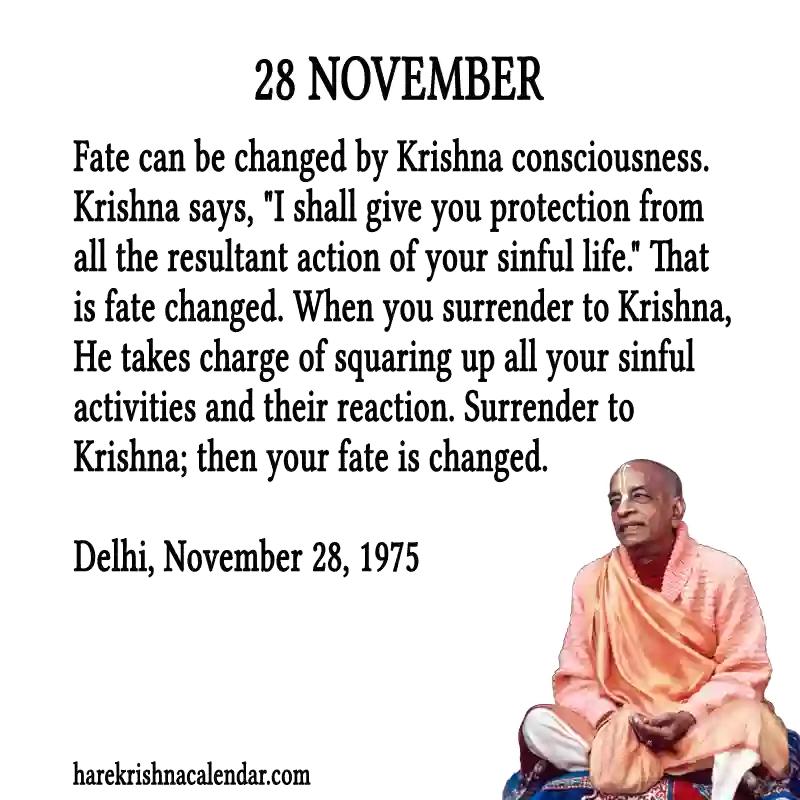 28 NOVEMBER
Fate can be changed by Krishna consciousness.
Krishna says, "I shall give you protection from
all the resultant action of your sinful life." That
is fate changed. When you surrender to Krishna,
He takes charge of squaring up all your sinful
activities and their reaction. Surrender to
Krishna; then your fate is changed.
Delhi, November 28, 1975
harekrishnacalendar.com